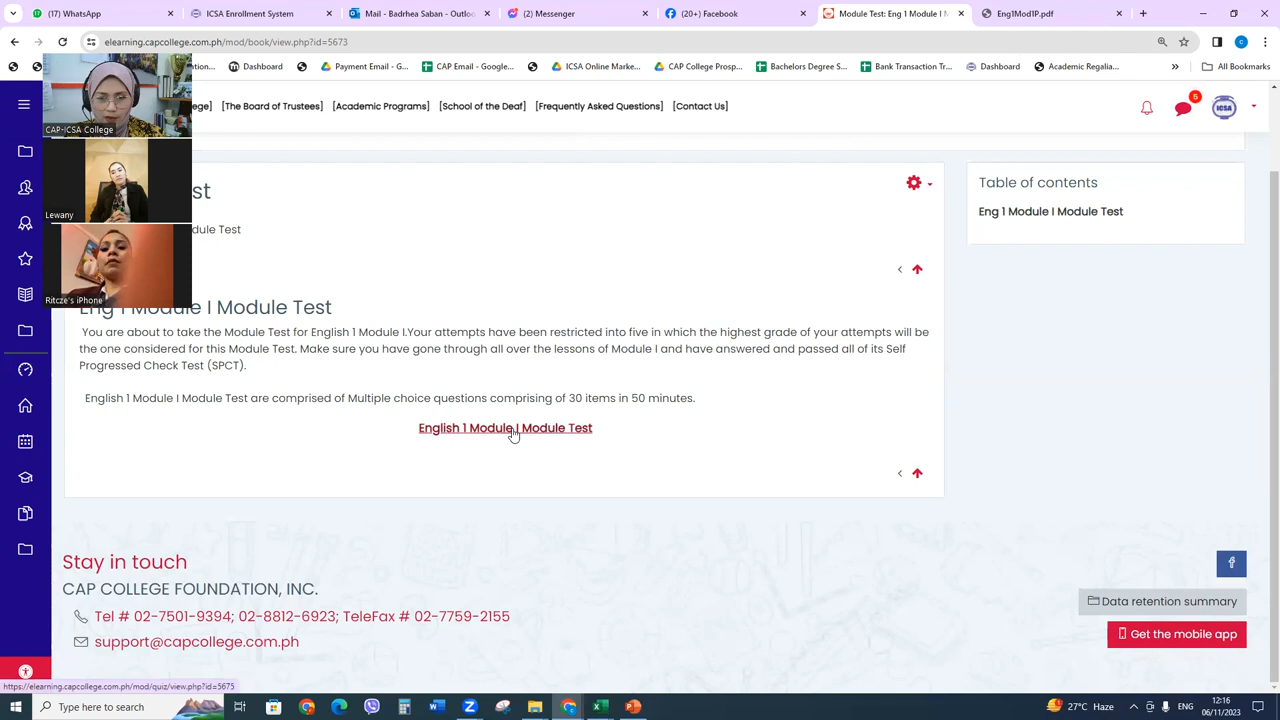 (17) WhatsApp
ICSA Enrollment System
Mail - Badrhea Saban - Outloo
(2) Messenger
(20+) Facebook
Module Test: Eng 1 Module I M
Eng1Mod1P.pdf
elearning.capcollege.com.ph/mod/book/view.php?id=5673
Dashboard
Payment Email - G...
CAP Email - Google...
ICSA Online Marke...
CAP College Prosp...
Bachelors Degree S...
Bank Transaction Tr...
Dashboard
Academic Regalia...
All Bookmarks
ege]
[The Board of Trustees]
[Academic Programs]
[School of the Deaf]
[Frequently Asked Questions]
[Contact Us]
5
ICSA
CAP-ICSA College
Lewany
Ritcze's iPhone
st
dule Test
Table of contents
Eng 1 Module I Module Test
Eng 1 Module I Module Test
You are about to take the Module Test for English 1 Module I.Your attempts have been restricted into five in which the highest grade of your attempts will be
the one considered for this Module Test. Make sure you have gone through all over the lessons of Module I and have answered and passed all of its Self
Progressed Check Test (SPCT).
English 1 Module I Module Test are comprised of Multiple choice questions comprising of 30 items in 50 minutes.
English 1 Module I Module Test
Stay in touch
CAP COLLEGE FOUNDATION, INC.
Tel # 02-7501-9394; 02-8812-6923; TeleFax # 02-7759-2155
support@capcollege.com.ph
Data retention summary
Get the mobile app
https://elearning.capcollege.com.ph/mod/quiz/view.php?id=5675
Type here to search
27°C Haze
ENG
12:16
06/11/2023